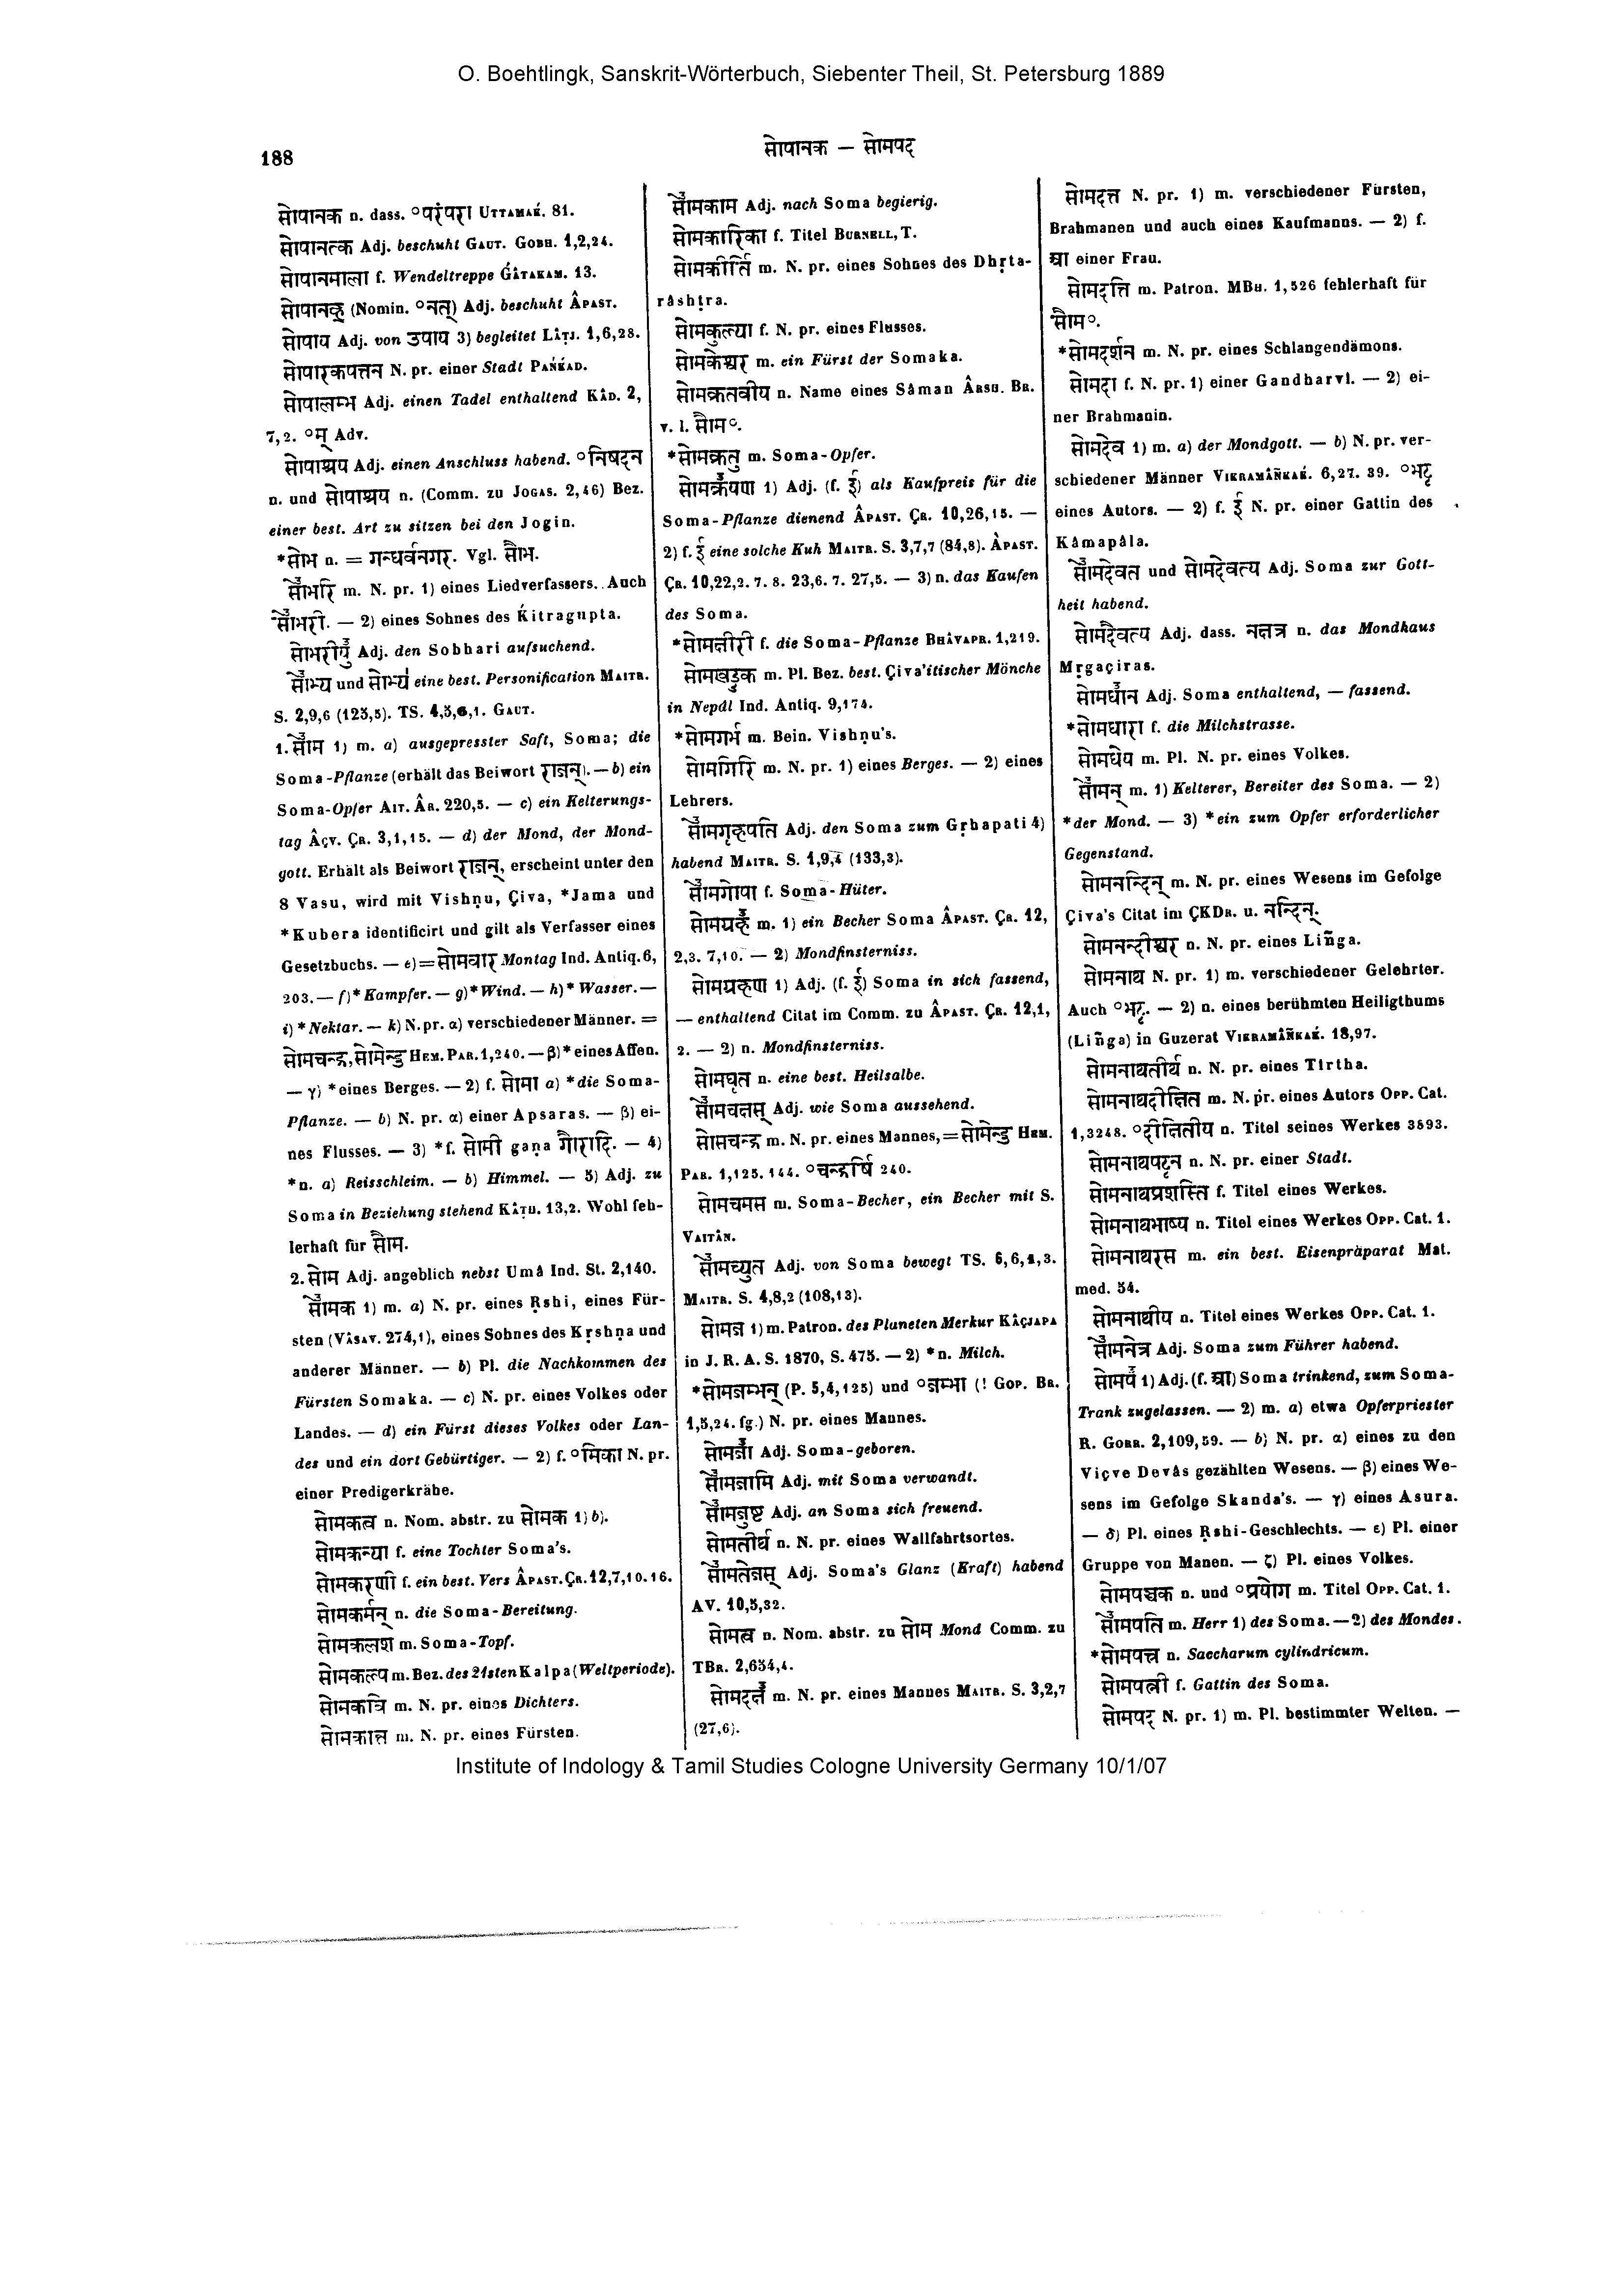 O. Boehtlingk, Sanskrit-Wörterbuch, Siebenter Theil, St. Petersburg 1889
188
सोपानक — सोमपद्
सोपानक n. dass. °परंपरा Uttamak̓. 81.
सोपानत्क Adj. beschuht Gaut. Gobh. 1,2,24.
सोपानमाला f. Wendeltreppe G̓âtakam. 13.
सोपानह् (Nomin. °नत्) Adj. beschuht Âpast.
सोपाय Adj. von उपाय 3) begleitet Lâṭj. 1,6,28.
सोपारकपत्तन N. pr. einer Stadt Pańk̓ad.
सोपालम्भ Adj. einen Tadel enthaltend Kâd. 2,
7,2. °म् Adv.
सोपाश्रय Adj. einen Anschluss habend. °निषदन
n. und सोपाश्रय n. (Comm. zu Jogas. 2,46) Bez.
einer best. Art zu sitzen bei den Jogin.
*सोभ n. = गन्धर्वनगर. Vgl. सौभ.
सोभरि m. N. pr. 1) eines Liedverfassers. Auch
सोभरी. — 2) eines Sohnes des K̓itragupta.
सोभरीयु Adj. den Sobhari aufsuchend.
सोभ्य und सोभ्य eine best. Personification Maitr.
S. 2,9,6 (125,5). TS. 4,5,6,1. Gaut.
1. सोम 1) m. a) ausgepresster Saft, Soma; die
Soma-Pflanze (erhält das Beiwort राजन्). — b) ein
Soma-Opfer Ait. Âr. 220,5. — c) ein Kelterungs-
tag Âçv. Çr. 3,1,15. — d) der Mond, der Mond-
gott. Erhält als Beiwort राजन्, erscheint unter den
8 Vasu, wird mit Vishṇu, Çiva, *Jama und
*Kubera identificirt und gilt als Verfasser eines
Gesetzbuchs. — e) = सोमवार Montag Ind. Antiq. 6,
203. — f) *Kampfer. — g) *Wind. — h) *Wasser. —
i) *Nektar. — k) N. pr. α) verschiedener Männer. =
सोमचन्द्र, सोमेन्दु Hem. Par. 1,240. — β) *eines Affen.
— γ) *eines Berges. — 2) f. सोमा a) *die Soma-
Pflanze. — b) N. pr. α) einer Apsaras. — β) ei-
nes Flusses. — 3) *f. सोमी gaṇa गौरादि. — 4)
*n. a) Reisschleim. — b) Himmel. — 5) Adj. zu
Soma in Beziehung stehend Kâṭh. 13,2. Wohl feh-
lerhaft für सौम.
2. सोम Adj. angeblich nebst Umâ Ind. St. 2,140.
सोमक 1) m. a) N. pr. eines Ṛshi, eines Für-
sten (Vâsav. 274,1), eines Sohnes des Kṛshṇa und
anderer Männer. — b) Pl. die Nachkommen des
Fürsten Somaka. — c) N. pr. eines Volkes oder
Landes. — d) ein Fürst dieses Volkes oder Lan-
des und ein dort Gebürtiger. — 2) f. °मिका N. pr.
einer Predigerkrähe.
सोमकत्व n. Nom. abstr. zu सोमक 1) b).
सोमकन्या f. eine Tochter Soma's.
सोमकरणी f. ein best. Vers Âpast. Çr. 12,7,10. 16.
सोमकर्मन् n. die Soma-Bereitung.
सोमकलश m. Soma-Topf.
सोमकल्प m. Bez. des 21sten Kalpa (Weltperiode).
सोमकवि m. N. pr. eines Dichters.
सोमकान्त m. N. pr. eines Fürsten.
सोमकाम Adj. nach Soma begierig.
सोमकारिका f. Titel Burnell, T.
सोमकीर्ति m. N. pr. eines Sohnes des Dhṛta-
râshṭra.
सोमकुल्या f. N. pr. eines Flusses.
सोमकेश्वर m. ein Fürst der Somaka.
सोमक्रतवीय n. Name eines Sâman Ârsh. Br.
v. l. सौम°.
*सोमक्रतु m. Soma-Opfer.
सोमक्रयण 1) Adj. (f. ई) als Kaufpreis für die
Soma-Pflanze dienend Âpast. Çr. 10,26,15. —
2) f. ई eine solche Kuh Maitr. S. 3,7,7 (84,8). Âpast.
Çr. 10,22,2. 7. 8. 23,6. 7. 27,5. — 3) n. das Kaufen
des Soma.
*सोमक्षीरी f. die Soma-Pflanze Bhâvapr. 1,219.
सोमखड्डक m. Pl. Bez. best. Çiva'itischer Mönche
in Nepâl Ind. Antiq. 9,174.
*सोमगर्भ m. Bein. Vishṇu's.
सोमगिरि m. N. pr. 1) eines Berges. — 2) eines
Lehrers.
सोमगृहपति Adj. den Soma zum Gṛhapati 4)
habend Maitr. S. 1,9,4 (133,3).
सोमगोपा f. Soma-Hüter.
सोमग्रह m. 1) ein Becher Soma Âpast. Çr. 12,
2,3. 7,10. — 2) Mondfinsterniss.
सोमग्रहण 1) Adj. (f. ई) Soma in sich fassend,
— enthaltend Citat im Comm. zu Âpast. Çr. 12,1,
2. — 2) n. Mondfinsterniss.
सोमघृत n. eine best. Heilsalbe.
सोमचक्षस् Adj. wie Soma aussehend.
सोमचन्द्र m. N. pr. eines Mannes, = सोमेन्दु Hem.
Par. 1,125. 144. °चन्द्रर्षि 240.
सोमचमस m. Soma-Becher, ein Becher mit S.
Vaitân.
सोमच्युत Adj. von Soma bewegt TS. 6,6,1,3.
Maitr. S. 4,8,2 (108,13).
सोमज 1) m. Patron. des Planeten Merkur Kâçjapa
in J. R. A. S. 1870, S. 475. — 2) *n. Milch.
*सोमजम्भन् (P. 5,4,125) und °जम्भा (! Gop. Br.
1,5,24. fg.) N. pr. eines Mannes.
सोमजा Adj. Soma-geboren.
सोमजामि Adj. mit Soma verwandt.
सोमजुष्ट Adj. an Soma sich freuend.
सोमतीर्थ n. N. pr. eines Wallfahrtsortes.
सोमतेजस् Adj. Soma's Glanz (Kraft) habend
AV. 10,5,32.
सोमत्व n. Nom. abstr. zu सोम Mond Comm. zu
TBr. 2,654,4.
सोमदक्ष m. N. pr. eines Mannes Maitr. S. 3,2,7
(27,6).
सोमदत्त N. pr. 1) m. verschiedener Fürsten,
Brahmanen und auch eines Kaufmanns. — 2) f.
आ einer Frau.
सोमदत्ति m. Patron. MBh. 1,526 fehlerhaft für
सौम°.
*सोमदर्शन m. N. pr. eines Schlangendämons.
सोमदा f. N. pr. 1) einer Gandharvî. — 2) ei-
ner Brahmanin.
सोमदेव 1) m. a) der Mondgott. — b) N. pr. ver-
schiedener Männer Vikramâṅkak̓. 6,27. 39. °भट्ट
eines Autors. — 2) f. ई N. pr. einer Gattin des
Kâmapâla.
सोमदेवत und सोमदेवत्य Adj. Soma zur Gott-
heit habend.
सोमदैवत्य Adj. dass. नक्षत्र n. das Mondhaus
Mṛgaçiras.
सोमधान Adj. Soma enthaltend, — fassend.
*सोमधारा f. die Milchstrasse.
सोमधेय m. Pl. N. pr. eines Volkes.
सोमन् m. 1) Kelterer, Bereiter des Soma. — 2)
*der Mond. — 3) *ein zum Opfer erforderlicher
Gegenstand.
सोमनन्दिन् m. N. pr. eines Wesens im Gefolge
Çiva's Citat im ÇKDr. u. नन्दिन्.
सोमनन्दीश्वर n. N. pr. eines Liṅga.
सोमनाथ N. pr. 1) m. verschiedener Gelehrter.
Auch °भट्ट. — 2) n. eines berühmten Heiligthums
(Liṅga) in Guzerat Vikramâṅkak̓. 18,97.
सोमनाथतीर्थ n. N. pr. eines Tîrtha.
सोमनाथदीक्षित m. N. pr. eines Autors Opp. Cat.
1,3248. °दीक्षितीय n. Titel seines Werkes 3593.
सोमनाथपट्टन n. N. pr. einer Stadt.
सोमनाथप्रशस्ति f. Titel eines Werkes.
सोमनाथभाष्य n. Titel eines Werkes Opp. Cat. 1.
सोमनाथरस m. ein best. Eisenpräparat Mat.
med. 54.
सोमनाथीय n. Titel eines Werkes Opp. Cat. 1.
सोमनेत्र Adj. Soma zum Führer habend.
सोमप 1) Adj. (f. आ) Soma trinkend, zum Soma-
Trank zugelassen. — 2) m. a) etwa Opferpriester
R. Gorr. 2,109,59. — b) N. pr. α) eines zu den
Viçve Devâs gezählten Wesens. — β) eines We-
sens im Gefolge Skanda's. — γ) eines Asura.
— δ) Pl. eines Ṛshi-Geschlechts. — ε) Pl. einer
Gruppe von Manen. — ζ) Pl. eines Volkes.
सोमपञ्चक n. und °प्रयोग m. Titel Opp. Cat. 1.
सोमपति m. Herr 1) des Soma. — 2) des Mondes.
*सोमपत्त्र n. Saccharum cylindricum.
सोमपत्नी f. Gattin des Soma.
सोमपद् N. pr. 1) m. Pl. bestimmter Welten. —
Institute of Indology & Tamil Studies Cologne University Germany 10/1/07